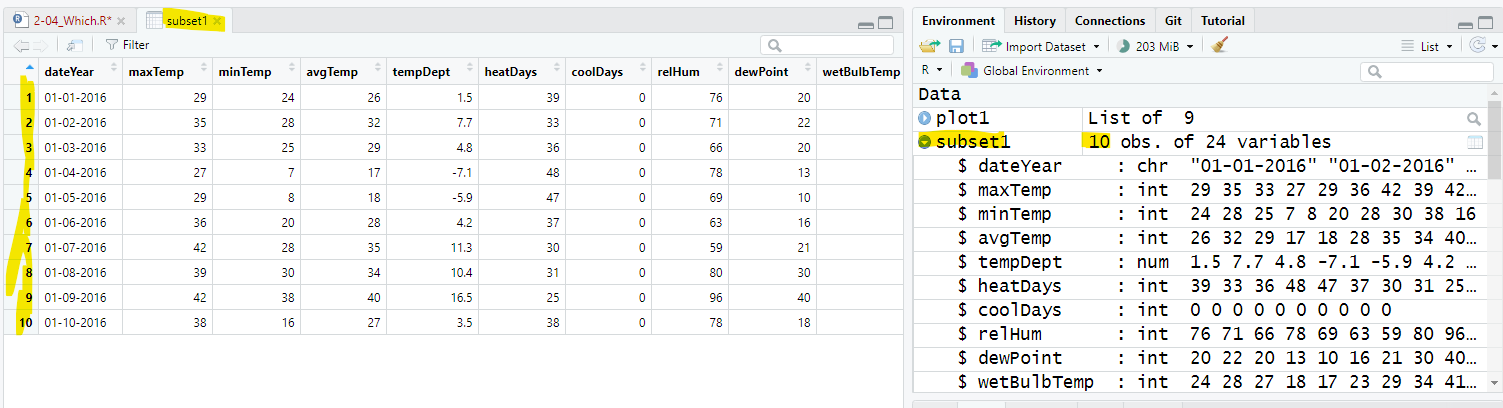 2-04_Which.R* × subset1 ×
Filter
dateYear maxTemp minTemp avgTemp tempDept heatDays coolDays relHum dewPoint wetBulbTemp
1 01-01-2016 29 24 26 1.5 39 0 76 20
2 01-02-2016 35 28 32 7.7 33 0 71 22
3 01-03-2016 33 25 29 4.8 36 0 66 20
4 01-04-2016 27 7 17 -7.1 48 0 78 13
5 01-05-2016 29 8 18 -5.9 47 0 69 10
6 01-06-2016 36 20 28 4.2 37 0 63 16
7 01-07-2016 42 28 35 11.3 30 0 59 21
8 01-08-2016 39 30 34 10.4 31 0 80 30
9 01-09-2016 42 38 40 16.5 25 0 96 40
10 01-10-2016 38 16 27 3.5 38 0 78 18
Environment History Connections Git Tutorial
Import Dataset 203 MiB List
R Global Environment
Data
plot1 List of 9
subset1 10 obs. of 24 variables
$ dateYear : chr "01-01-2016" "01-02-2016" …
$ maxTemp : int 29 35 33 27 29 36 42 39 42…
$ minTemp : int 24 28 25 7 8 20 28 30 38 16
$ avgTemp : int 26 32 29 17 18 28 35 34 40…
$ tempDept : num 1.5 7.7 4.8 -7.1 -5.9 4.2 …
$ heatDays : int 39 33 36 48 47 37 30 31 25…
$ coolDays : int 0 0 0 0 0 0 0 0 0 0
$ relHum : int 76 71 66 78 69 63 59 80 96…
$ dewPoint : int 20 22 20 13 10 16 21 30 40…
$ wetBulbTemp : int 24 28 27 18 17 23 29 34 41…